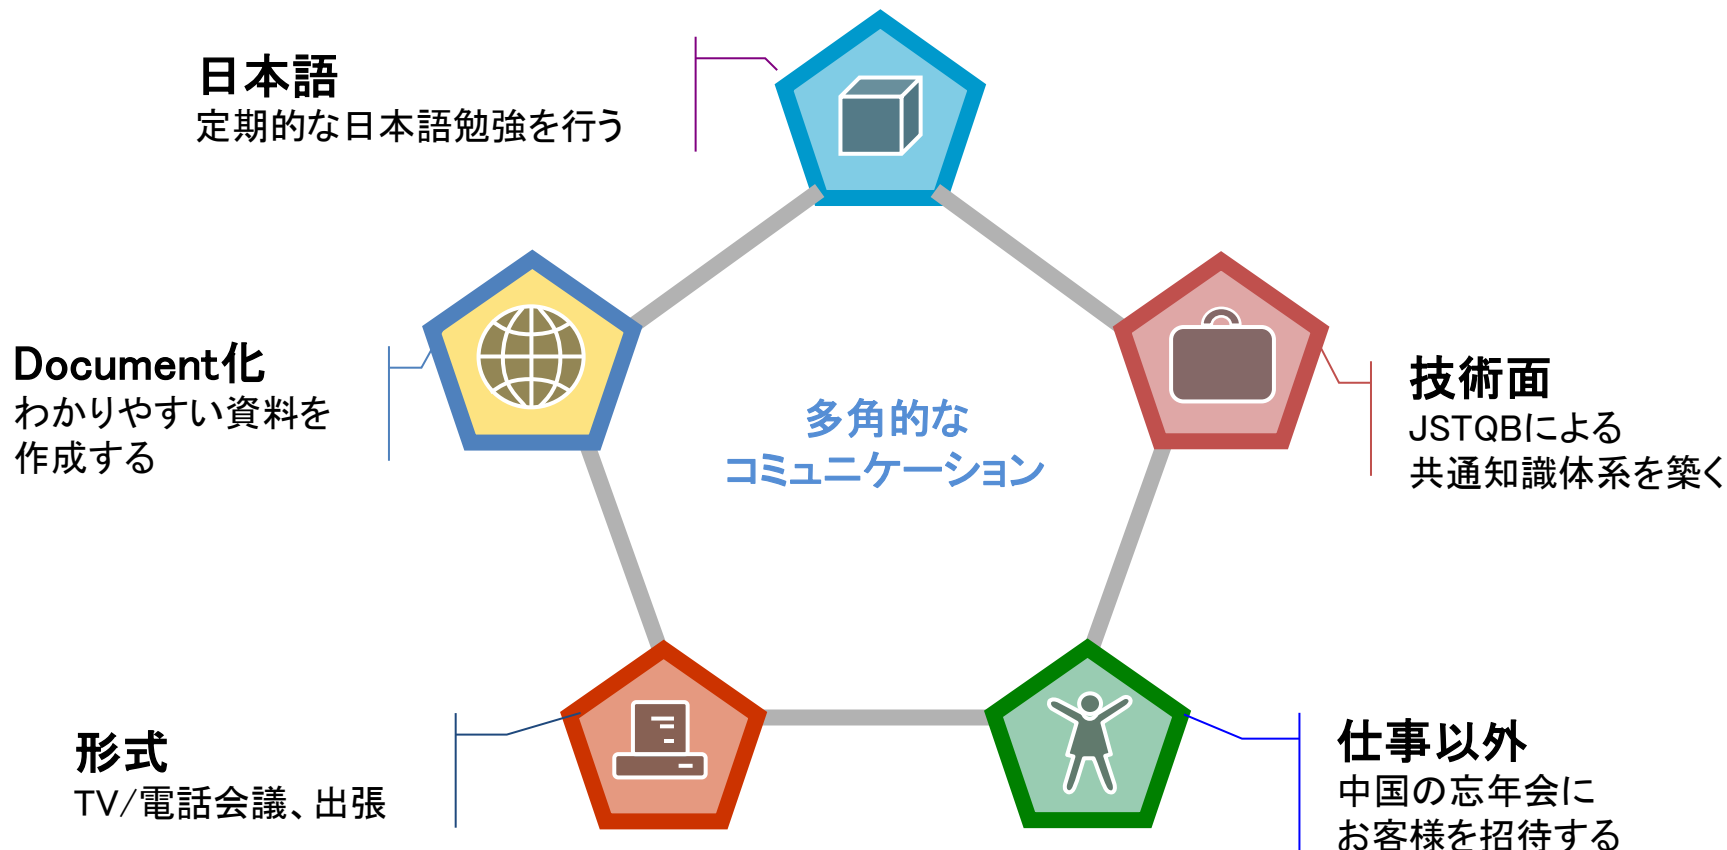 日本語
定期的な日本語勉強を行う
Document化
わかりやすい資料を
作成する
多角的な
コミュニケーション
技術面
JSTQBによる
共通知識体系を築く
形式
TV/電話会議、出張
仕事以外
中国の忘年会に
お客様を招待する